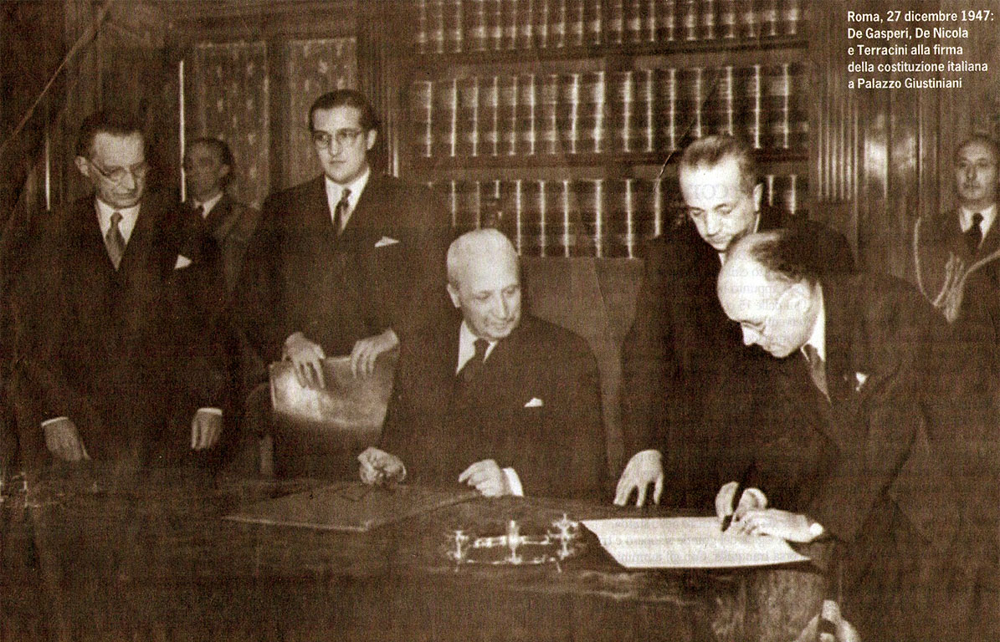 Roma, 27 dicembre 1947:
De Gasperi, De Nicola
e Terracini alla firma
della costituzione italiana
a Palazzo Giustiniani